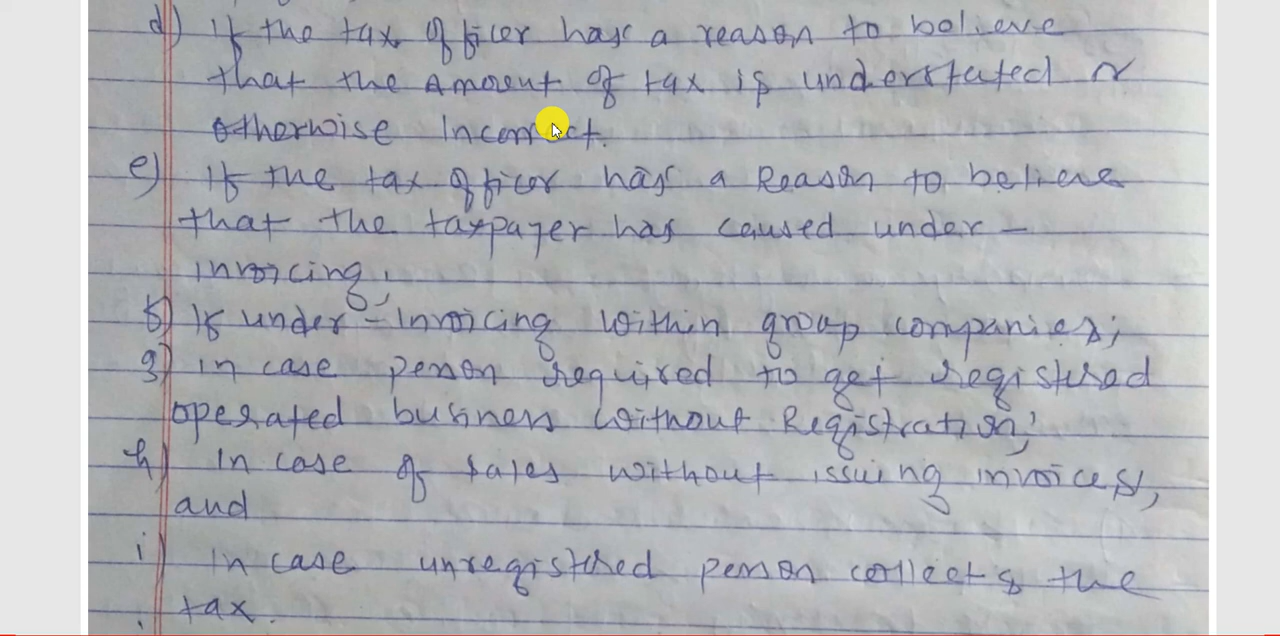 d) If the tax officer has a reason to believe
that the Amount of tax is understated or
otherwise Incorrect.
e) If the tax officer has a Reason to believe
that the taxpayer has caused under-
invoicing,
f) If under-Invoicing within group companies;
g) in case person required to get registered
operated business without Registration;
h) In case of sales without issuing invoices,
and
i) In case unregistered person collects the
tax.